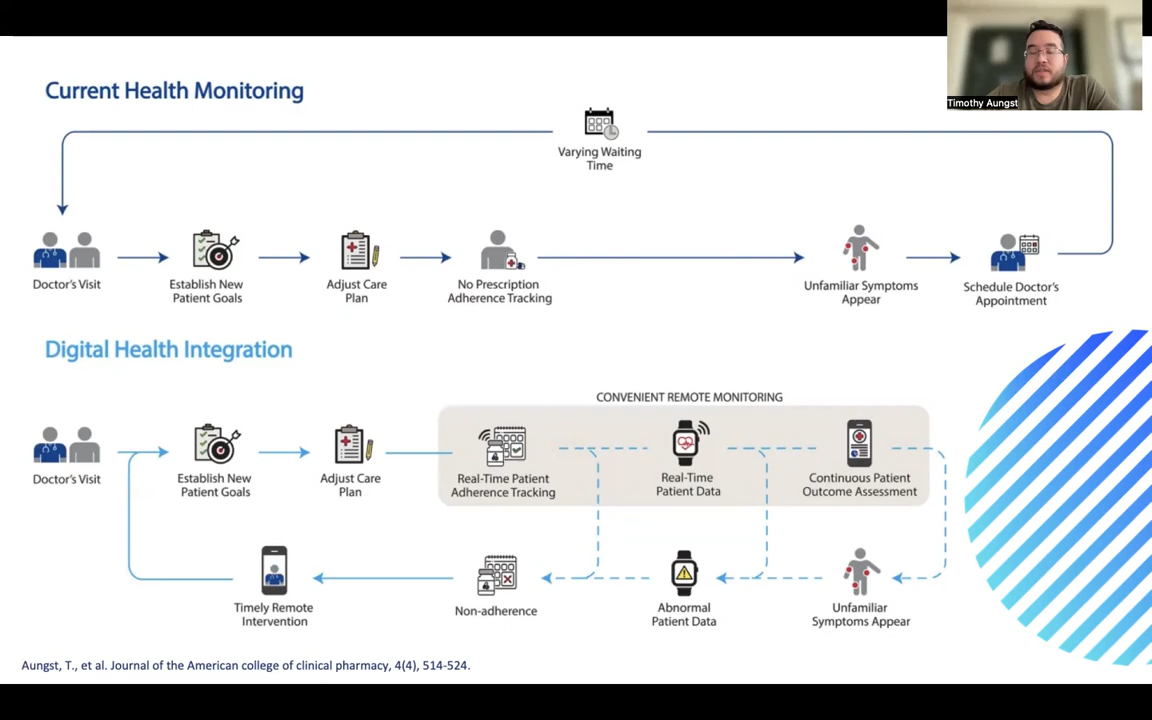 Current Health Monitoring
Timothy Aungst
Varying Waiting
Time
Doctor's Visit
Establish New
Patient Goals
Adjust Care
Plan
No Prescription
Adherence Tracking
Unfamiliar Symptoms
Appear
Schedule Doctor's
Appointment
Digital Health Integration
CONVENIENT REMOTE MONITORING
Doctor's Visit
Establish New
Patient Goals
Adjust Care
Plan
Real-Time Patient
Adherence Tracking
Real-Time
Patient Data
Continuous Patient
Outcome Assessment
Timely Remote
Intervention
Non-adherence
Abnormal
Patient Data
Unfamiliar
Symptoms Appear
Aungst, T., et al. Journal of the American college of clinical pharmacy, 4(4), 514-524.